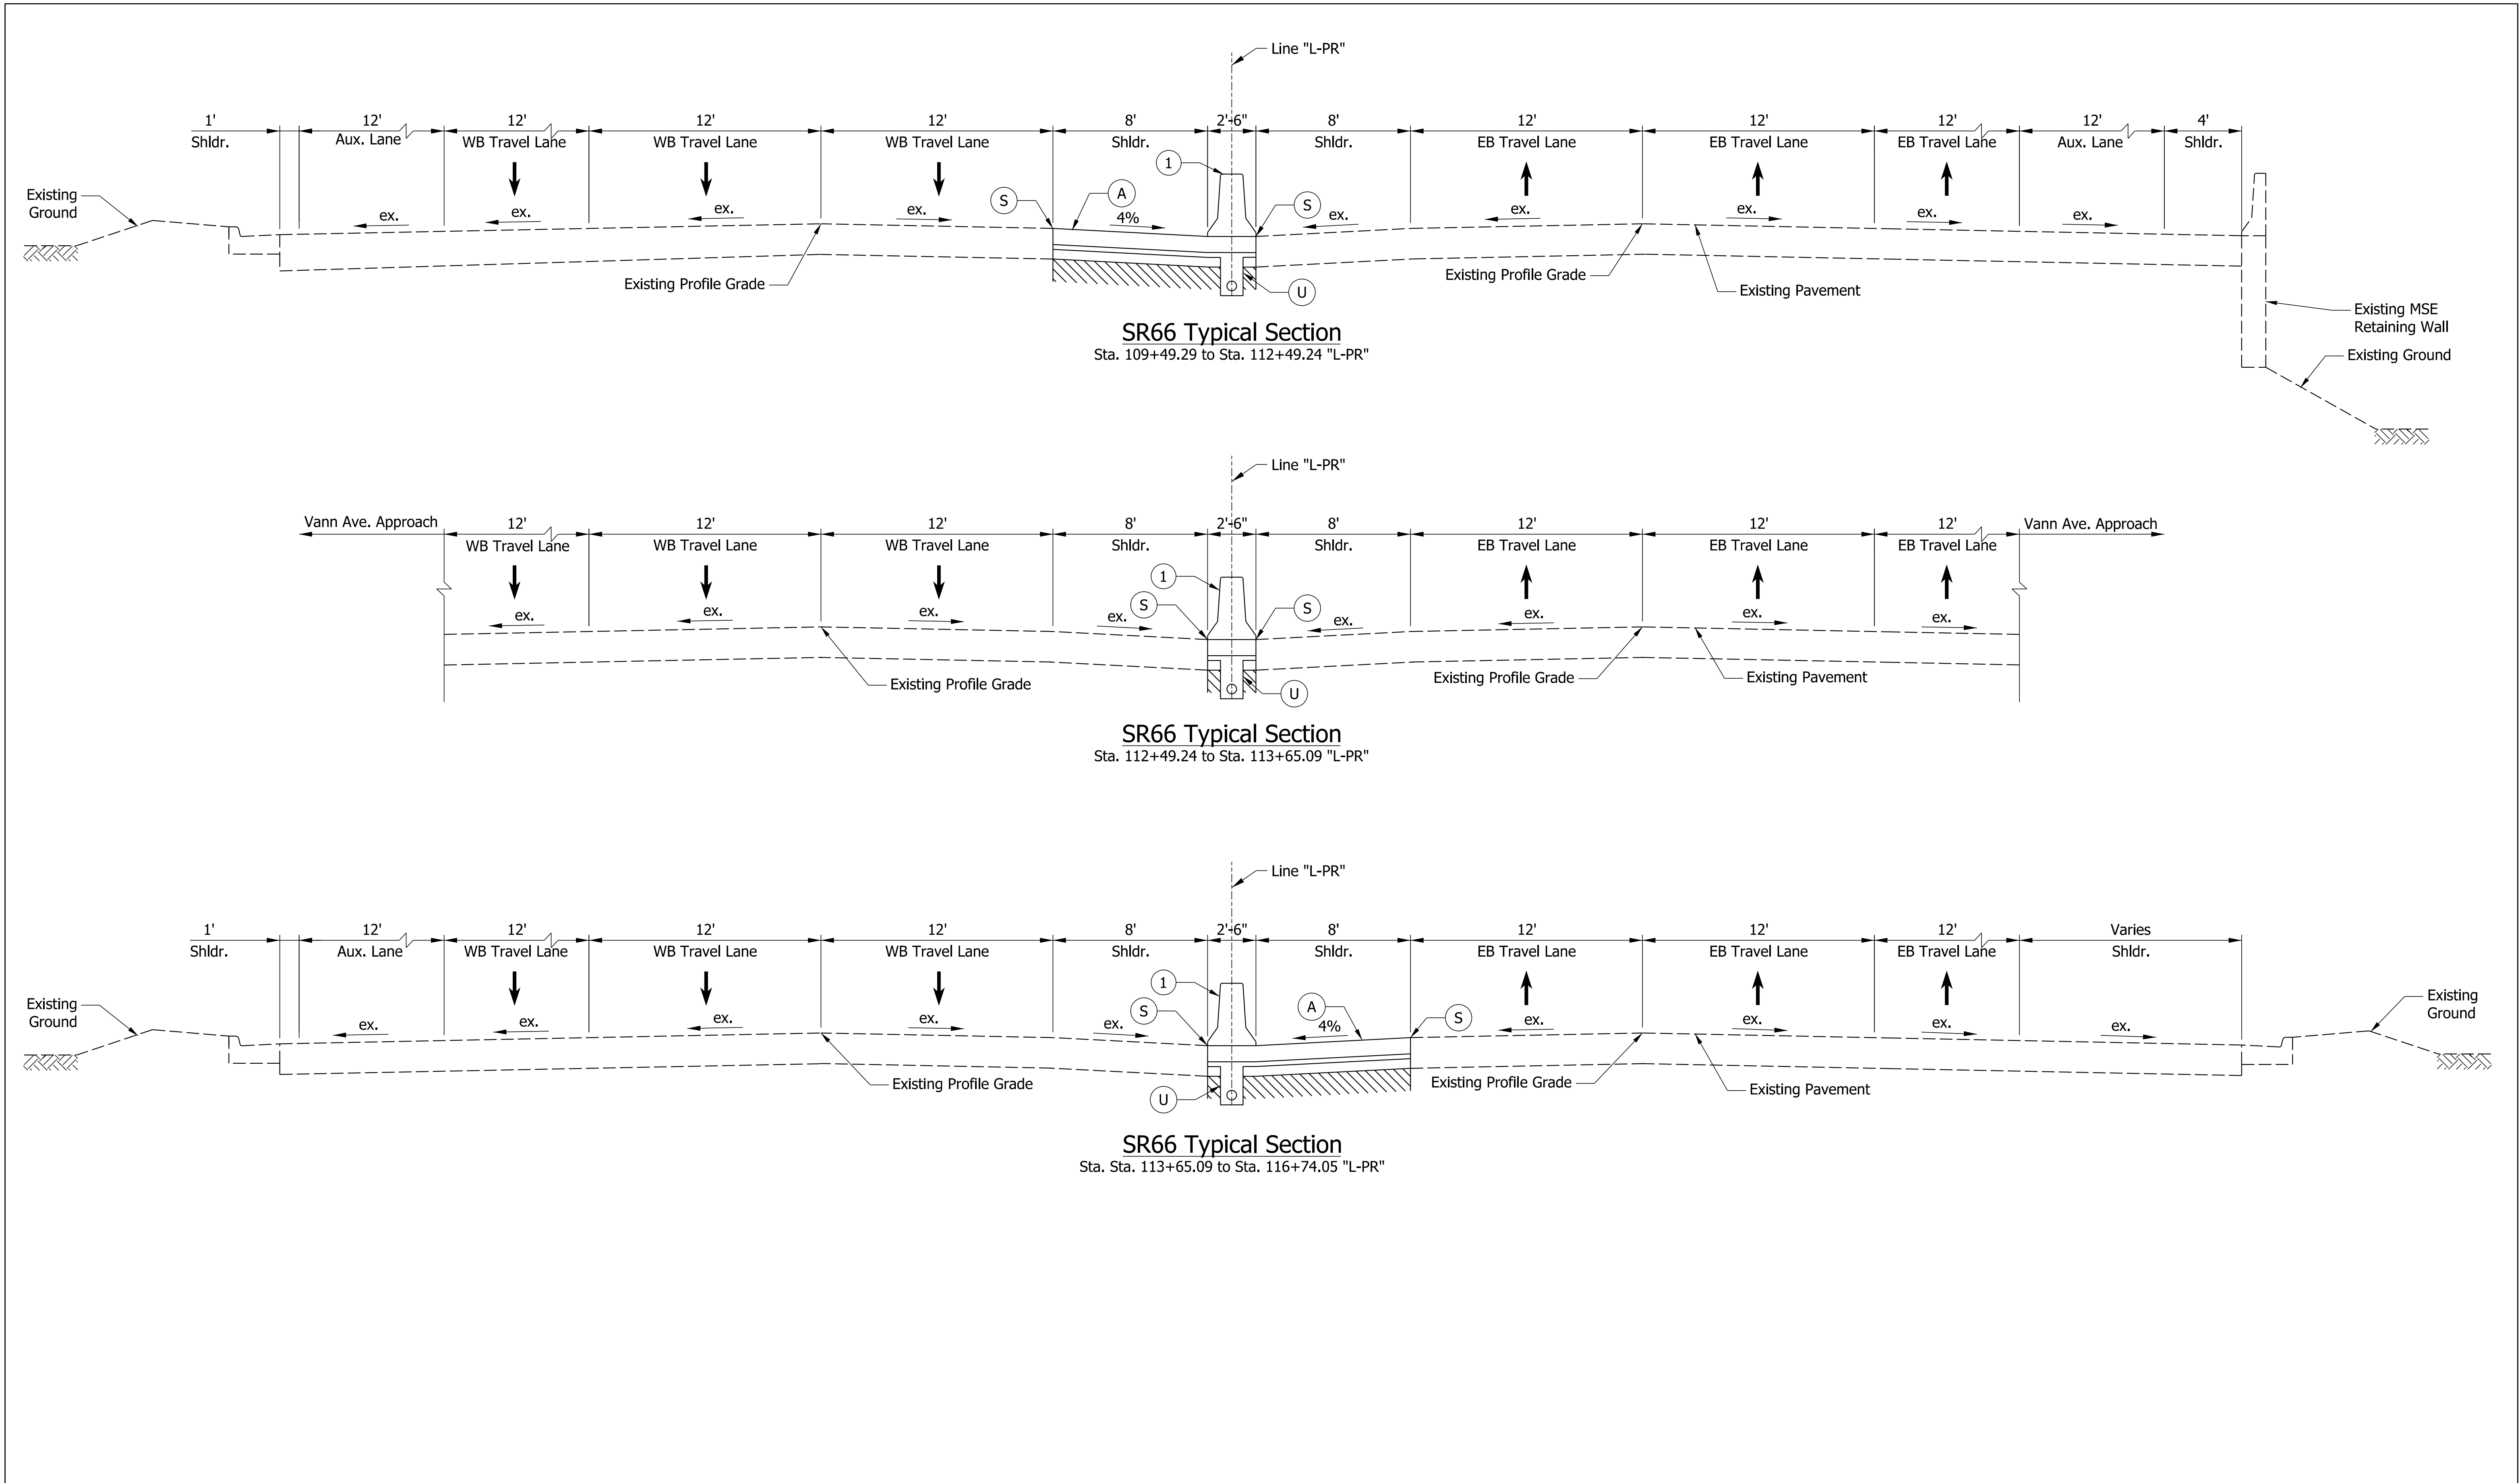 Line "L-PR"
1' 12' 12' 12' 12' 8' 2'-6" 8' 12' 12' 12' 12' 4'
Shldr. Aux. Lane WB Travel Lane WB Travel Lane WB Travel Lane Shldr. Shldr. EB Travel Lane EB Travel Lane EB Travel Lane Aux. Lane Shldr.
1
Existing
Ground
S A S
ex. ex. ex. ex. 4% ex. ex. ex. ex. ex.
Existing Profile Grade
U
Existing Profile Grade
Existing Pavement
Existing MSE
Retaining Wall
Existing Ground
SR66 Typical Section
Sta. 109+49.29 to Sta. 112+49.24 "L-PR"
Line "L-PR"
Vann Ave. Approach 12' 12' 12' 8' 2'-6" 8' 12' 12' 12' Vann Ave. Approach
WB Travel Lane WB Travel Lane WB Travel Lane Shldr. Shldr. EB Travel Lane EB Travel Lane EB Travel Lane
1
S S
ex. ex. ex. ex. ex. ex. ex. ex.
Existing Profile Grade
U
Existing Profile Grade
Existing Pavement
SR66 Typical Section
Sta. 112+49.24 to Sta. 113+65.09 "L-PR"
Line "L-PR"
1' 12' 12' 12' 12' 8' 2'-6" 8' 12' 12' 12' Varies
Shldr. Aux. Lane WB Travel Lane WB Travel Lane WB Travel Lane Shldr. Shldr. EB Travel Lane EB Travel Lane EB Travel Lane Shldr.
1
Existing
Ground
S A S
Existing
Ground
ex. ex. ex. ex. ex. 4% ex. ex. ex. ex.
Existing Profile Grade
U
Existing Profile Grade
Existing Pavement
SR66 Typical Section
Sta. Sta. 113+65.09 to Sta. 116+74.05 "L-PR"